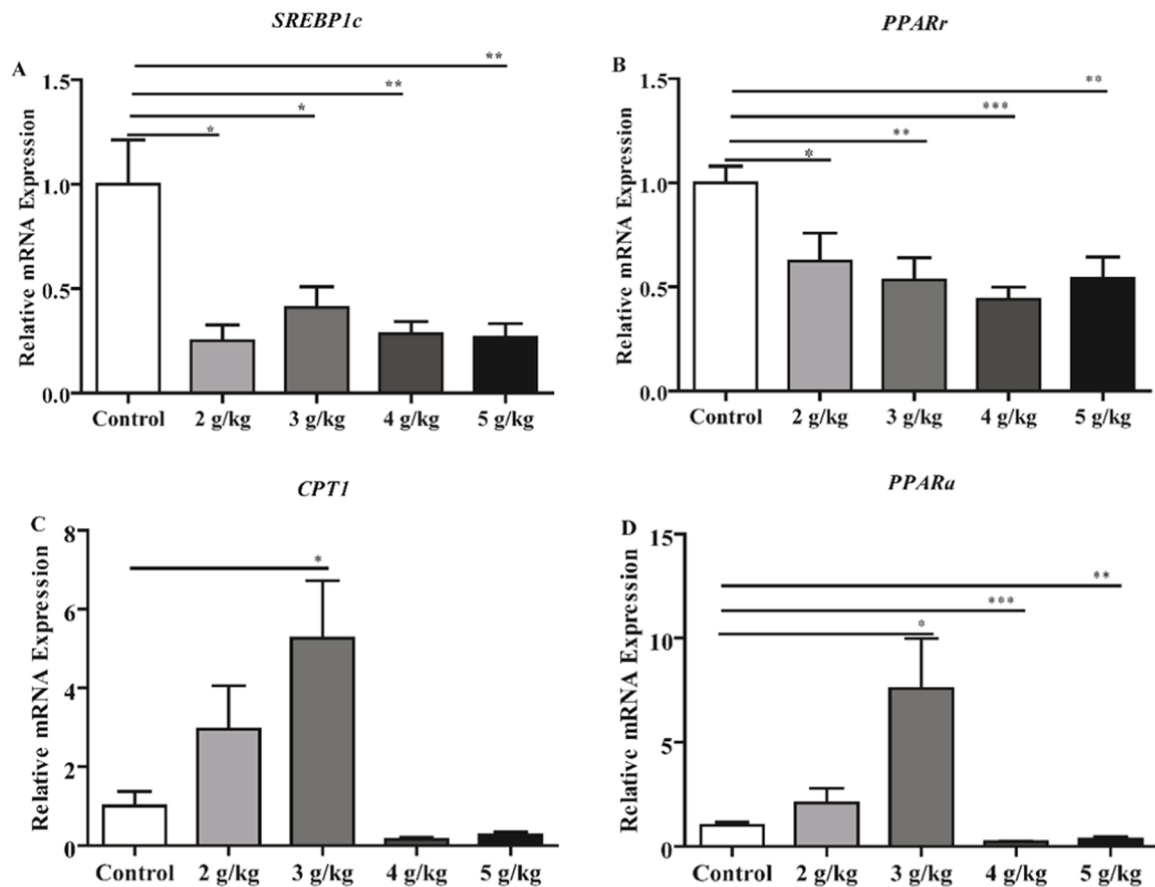 SREBP1c
A
Relative mRNA Expression
1.5
1.0
0.5
0.0
*
*
**
**
Control 2 g/kg 3 g/kg 4 g/kg 5 g/kg
PPARr
B
Relative mRNA Expression
1.5
1.0
0.5
0.0
*
**
***
**
Control 2 g/kg 3 g/kg 4 g/kg 5 g/kg
CPT1
C
Relative mRNA Expression
8
6
4
2
0
*
Control 2 g/kg 3 g/kg 4 g/kg 5 g/kg
PPARa
D
Relative mRNA Expression
15
10
5
0
*
***
**
Control 2 g/kg 3 g/kg 4 g/kg 5 g/kg